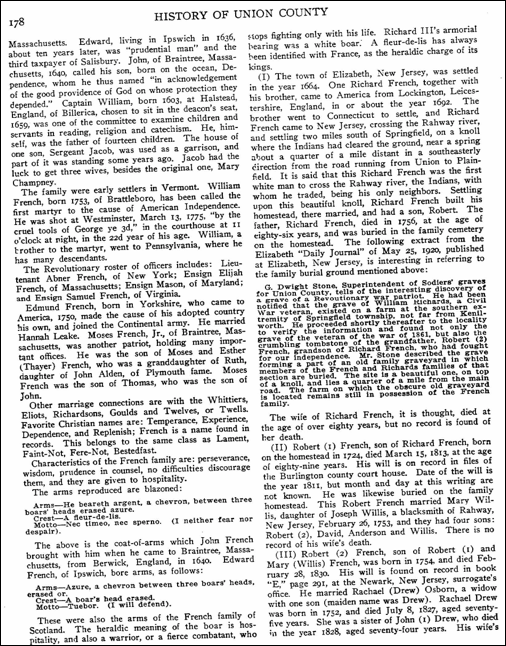 178
HISTORY OF UNION COUNTY
Massachusetts. Edward, living in Ipswich in 1636,
about ten years later, was "prudential man" and the
third taxpayer of Salisbury. John, of Braintree, Massa-
chusetts, 1640, called his son, born on the ocean, De-
pendence, whom he thus named "in acknowledgement
of the good providence of God on whose protection they
depended." Captain William, born 1603, at Halstead,
England, of Billerica, chosen to sit in the deacon's seat,
1659, was one of the committee to examine children and
servants in reading, religion and catechism. He, him-
self, was the father of fourteen children. The house of
one son, Sergeant Jacob, was used as a garrison, and
part of it was standing some years ago. Jacob had the
luck to get three wives, besides the original one, Mary
Champney.
The family were early settlers in Vermont. William
French, born 1753, of Brattleboro, has been called the
first martyr to the cause of American Independence.
He was shot at Westminster, March 13, 1775, "by the
cruel tools of George ye 3d," in the courthouse at 11
o'clock at night, in the 22d year of his age. William, a
brother to the martyr, went to Pennsylvania, where he
has many descendants.
The Revolutionary roster of officers includes: Lieu-
tenant Abner French, of New York; Ensign Elijah
French, of Massachusetts; Ensign Mason, of Maryland;
and Ensign Samuel French, of Virginia.
Edmund French, born in Yorkshire, who came to
America, 1750, made the cause of his adopted country
his own, and joined the Continental army. He married
Hannah Leake. Moses French, Jr., of Braintree, Mas-
sachusetts, was another patriot, holding many impor-
tant offices. He was the son of Moses and Esther
(Thayer) French, who was a granddaughter of Ruth,
daughter of John Alden, of Plymouth fame. Moses
French was the son of Thomas, who was the son of
John.
Other marriage connections are with the Whittiers,
Eliots, Richardsons, Goulds and Twelves, or Twells.
Favorite Christian names are: Temperance, Experience,
Dependence, and Replenish; French is a name found in
records. This belongs to the same class as Lament,
Faint-Not, Fere-Not, Bestedfast.
Characteristics of the French family are: perseverance,
wisdom, prudence in counsel, no difficulties discourage
them, and they are given to hospitality.
The arms reproduced are blazoned:
Arms—He beareth argent, a chevron, between three
boars' heads erased azure.
Crest—A fleur-de-lis.
Motto—Nec timeo, nec sperno. (I neither fear nor
despair).
The above is the coat-of-arms which John French
brought with him when he came to Braintree, Massa-
chusetts, from Berwick, England, in 1640. Edward
French, of Ipswich, bore arms, as follows:
Arms—Azure, a chevron between three boars' heads,
erased or.
Crest—A boar's head erased.
Motto—Tuebor. (I will defend).
These were also the arms of the French family of
Scotland. The heraldic meaning of the boar is hos-
pitality, and also a warrior, or a fierce combatant, who
stops fighting only with his life. Richard III's armorial
bearing was a white boar. A fleur-de-lis has always
been identified with France, as the heraldic charge of its
kings.
(I) The town of Elizabeth, New Jersey, was settled
in the year 1664. One Richard French, together with
his brother, came to America from Lockington, Leices-
tershire, England, in or about the year 1692. The
brother went to Connecticut to settle, and Richard
French came to New Jersey, crossing the Rahway river,
and settling two miles south of Springfield, on a knoll
where the Indians had cleared the ground, near a spring
about a quarter of a mile distant in a southeasterly
direction from the road running from Union to Plain-
field. It is said that this Richard French was the first
white man to cross the Rahway river, the Indians, with
whom he traded, being his only neighbors. Settling
upon this beautiful knoll, Richard French built his
homestead, there married, and had a son, Robert. The
father, Richard French, died in 1756, at the age of
eighty-six years, and was buried in the family cemetery
on the homestead. The following extract from the
Elizabeth "Daily Journal" of May 25, 1920, published
at Elizabeth, New Jersey, is interesting in referring to
the family burial ground mentioned above:
G. Dwight Stone, Superintendent of Soldiers' graves
for Union County, tells of the interesting discovery of
a grave of a Revolutionary war patriot. He had been
notified that the grave of William Richards, a Civil
War veteran, existed on a farm at the southern ex-
tremity of Springfield township, not far from Kenil-
worth. He proceeded shortly thereafter to the locality
to verify the information and found not only the
grave of the veteran of the war of 1861, but also the
crumbling tombstone of the grandfather, Robert (2)
French, grandson of Richard French, who had fought
for our independence. Mr. Stone described the grave
forming a part of an old family graveyard in which
members of the French and Richards families of that
section are buried. The site is a beautiful one, on top
of a knoll, and lies a quarter of a mile from the main
road. The farm on which the obscure old graveyard
is located remains still in possession of the French
family.
The wife of Richard French, it is thought, died at
the age of over eighty years, but no record is found of
her death.
(II) Robert (1) French, son of Richard French, born
on the homestead in 1724, died March 15, 1813, at the age
of eighty-nine years. His will is on record in files of
the Burlington county court house. Date of the will is
the year 1811, but month and day at this writing are
not known. He was likewise buried on the family
homestead. This Robert French married Mary Wil-
lis, daughter of Joseph Willis, a blacksmith of Rahway,
New Jersey, February 26, 1753, and they had four sons:
Robert (2), David, Anderson and Willis. There is no
record of his wife's death.
(III) Robert (2) French, son of Robert (1) and
Mary (Willis) French, was born in 1754, and died Feb-
ruary 28, 1830. His will is found on record in book
"E," page 291, at the Newark, New Jersey, surrogate's
office. He married Rachael (Drew) Osborn, a widow
with one son (maiden name was Drew). Rachael Drew
was born in 1752, and died July 8, 1827, aged seventy-
five years. She was a sister of John (1) Drew, who died
in the year 1828, aged seventy-four years. His wife's